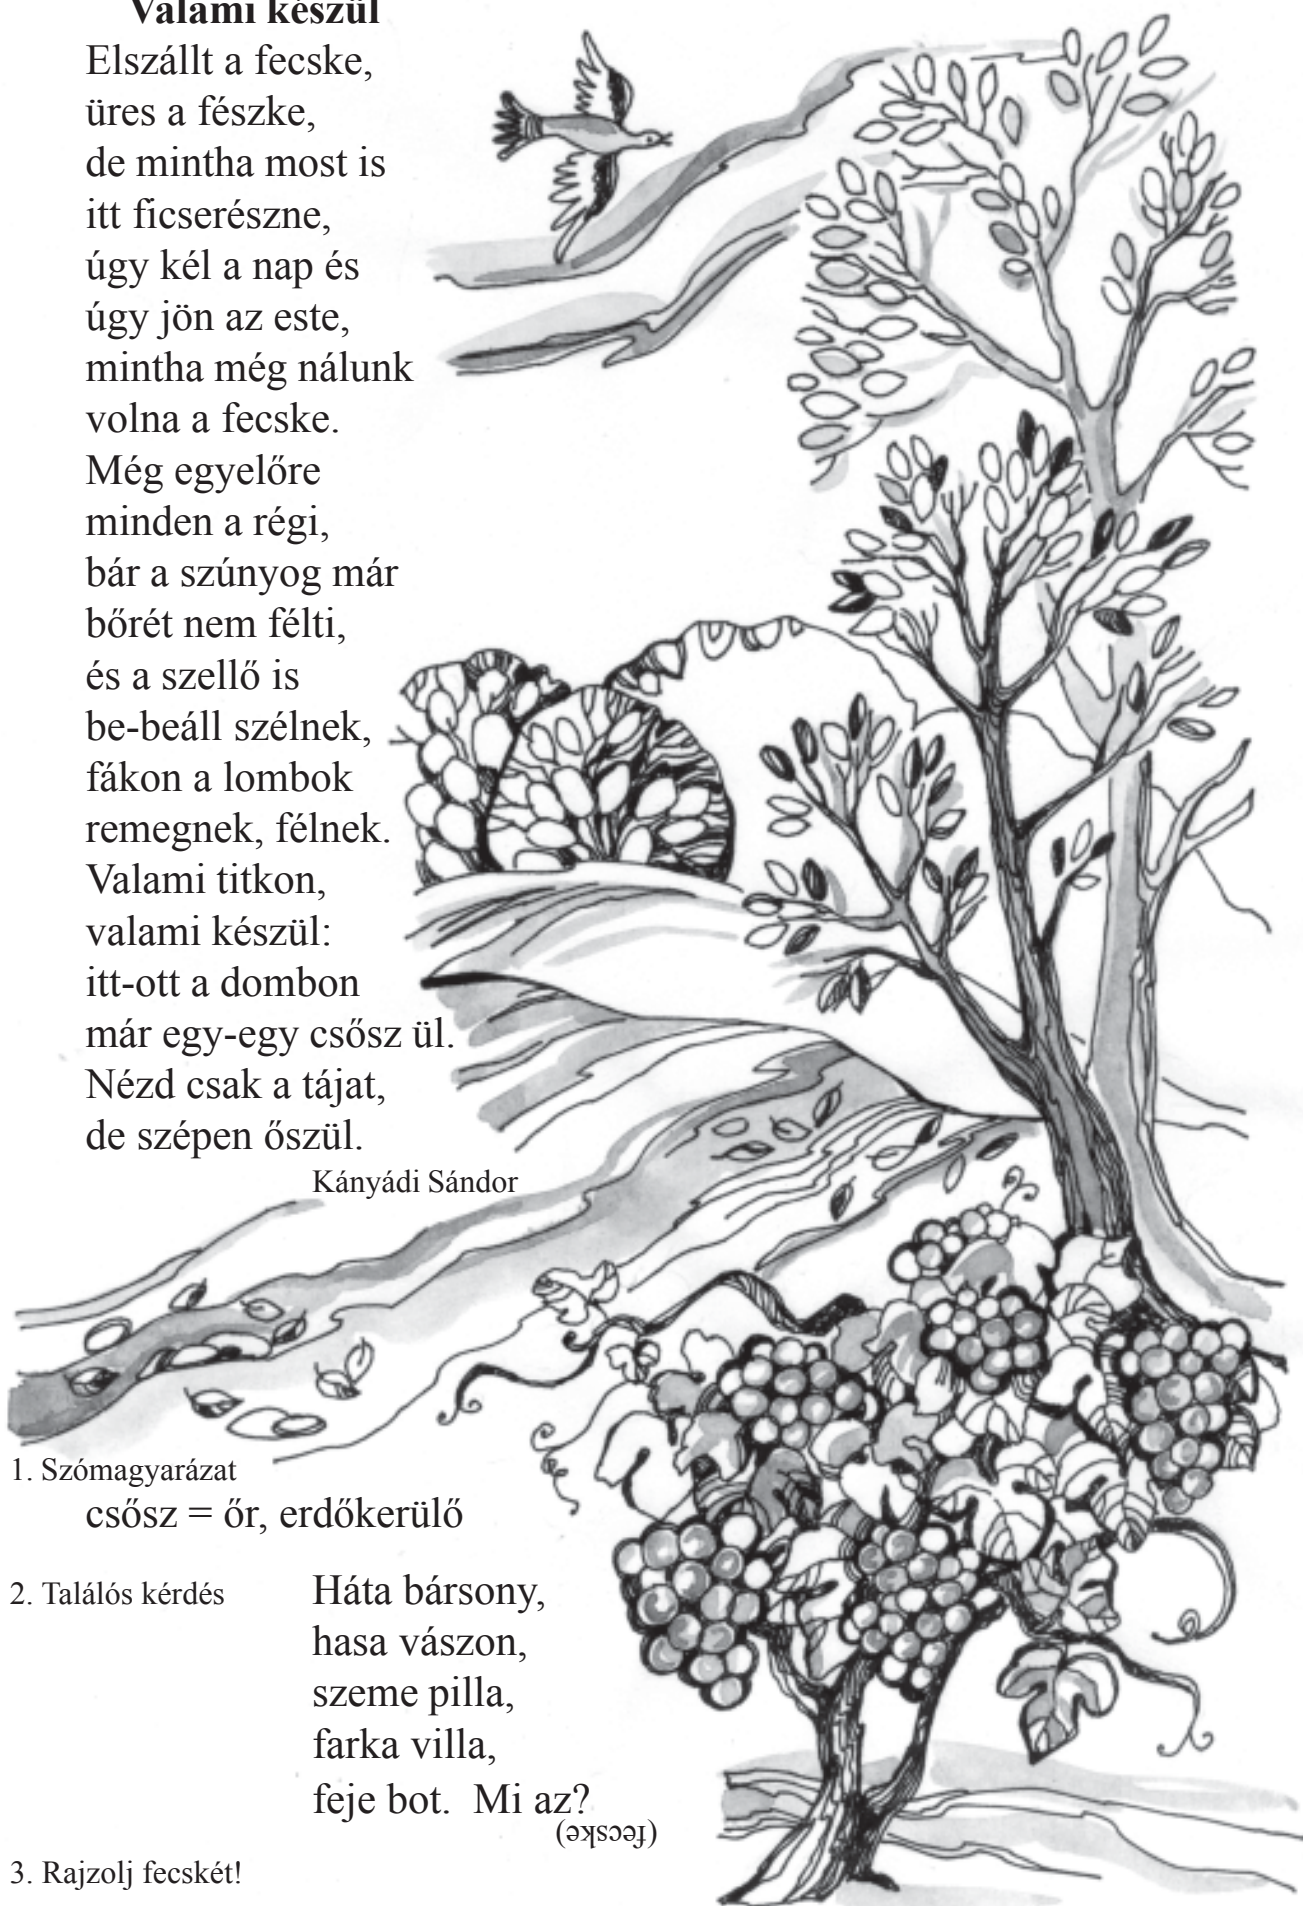 Valami készül
Elszállt a fecske,
üres a fészke,
de mintha most is
itt ficserészne,
úgy kél a nap és
úgy jön az este,
mintha még nálunk
volna a fecske.
Még egyelőre
minden a régi,
bár a szúnyog már
bőrét nem félti,
és a szellő is
be-beáll szélnek,
fákon a lombok
remegnek, félnek.
Valami titkon,
valami készül:
itt-ott a dombon
már egy-egy csősz ül.
Nézd csak a tájat,
de szépen őszül.
Kányádi Sándor
1. Szómagyarázat
csősz = őr, erdőkerülő
2. Találós kérdés
Háta bársony,
hasa vászon,
szeme pilla,
farka villa,
feje bot. Mi az?
(fecske)
3. Rajzolj fecskét!